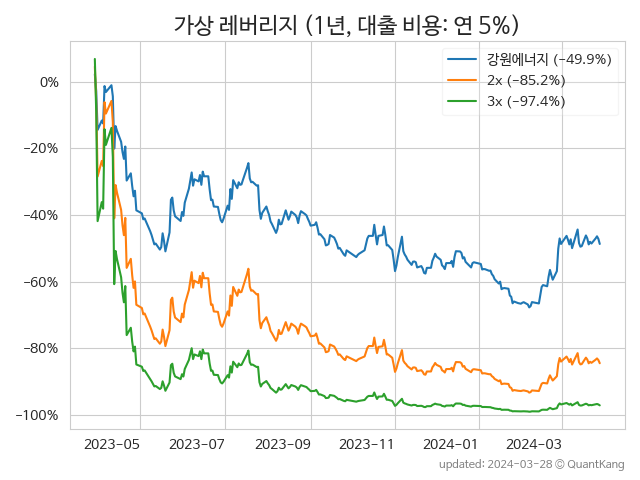 가상 레버리지 (1년, 대출 비용: 연 5%)
강원에너지 (−49.9%)
2x (−85.2%)
3x (−97.4%)
0%
−20%
−40%
−60%
−80%
−100%
2023-05 2023-07 2023-09 2023-11 2024-01 2024-03
updated: 2024-03-28 © QuantKang